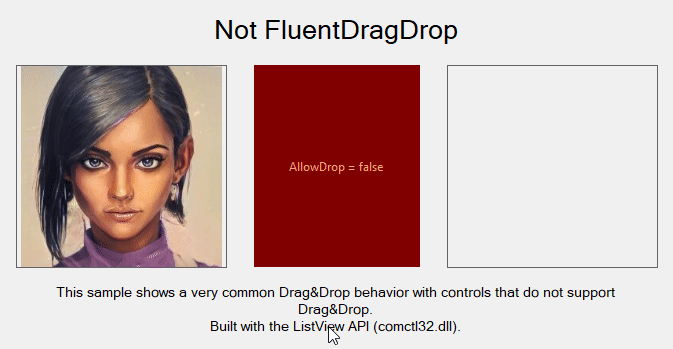 Not FluentDragDrop
AllowDrop = false
This sample shows a very common Drag&Drop behavior with controls that do not support
Drag&Drop.
Built with the ListView API (comctl32.dll).